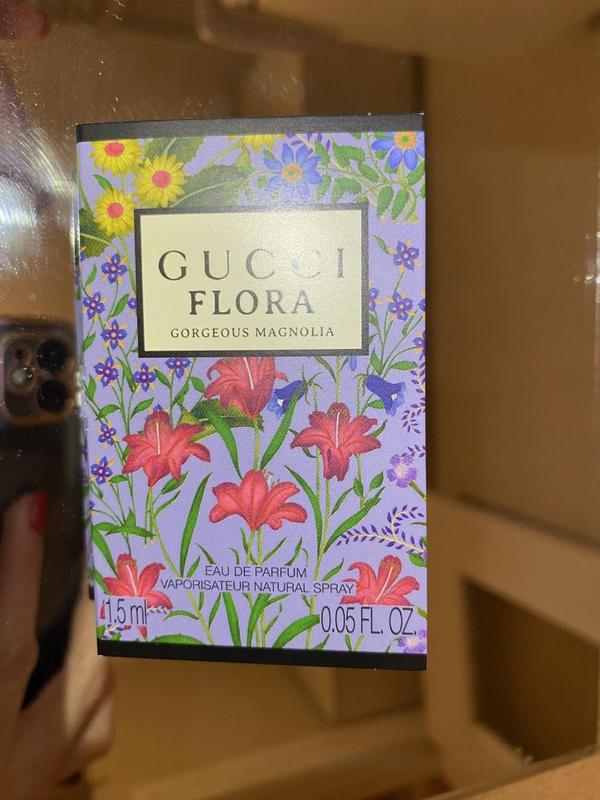 GUCCI
FLORA
GORGEOUS MAGNOLIA
EAU DE PARFUM
VAPORISATEUR NATURAL SPRAY
1.5 ml 0.05 FL. OZ.